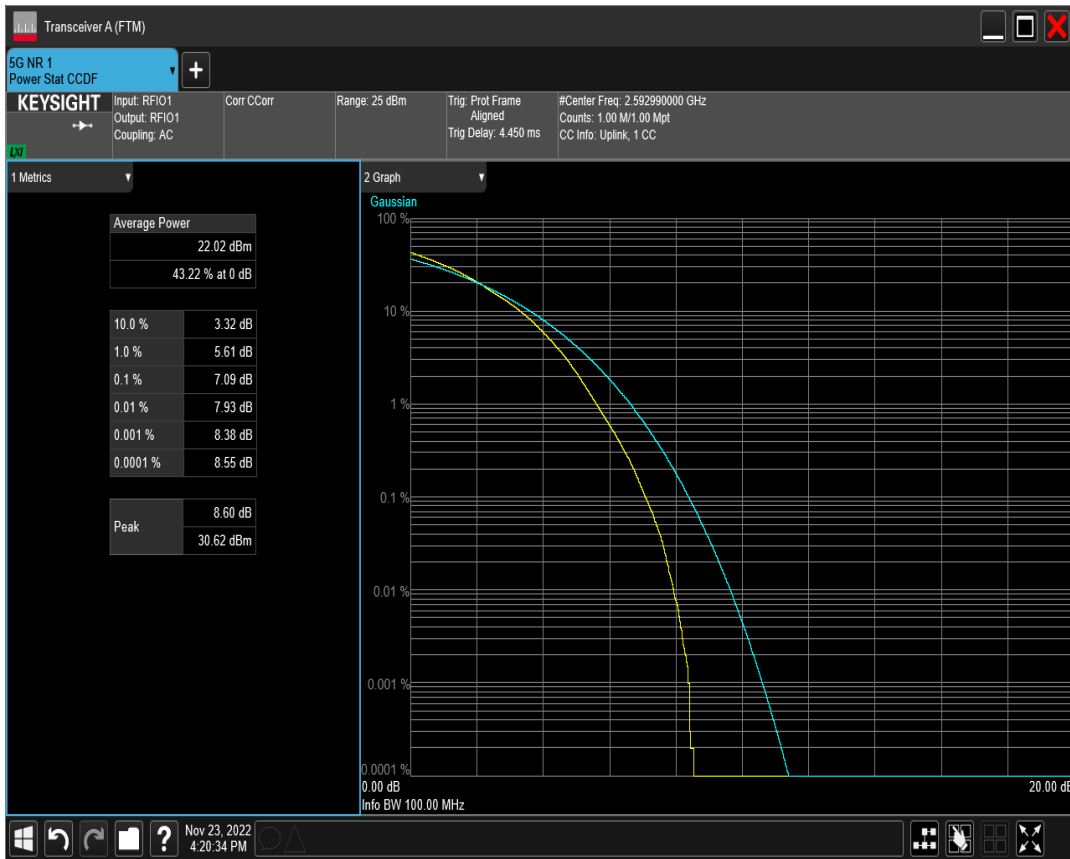 Transceiver A (FTM)
5G NR 1
Power Stat CCDF
KEYSIGHT
LXI
Input: RFIO1
Output: RFIO1
Coupling: AC
Corr CCorr
Range: 25 dBm
Trig: Prot Frame
Aligned
Trig Delay: 4.450 ms
#Center Freq: 2.592990000 GHz
Counts: 1.00 M/1.00 Mpt
CC Info: Uplink, 1 CC
1 Metrics
Average Power
22.02 dBm
43.22 % at 0 dB
10.0 % 3.32 dB
1.0 % 5.61 dB
0.1 % 7.09 dB
0.01 % 7.93 dB
0.001 % 8.38 dB
0.0001 % 8.55 dB
Peak 8.60 dB
30.62 dBm
2 Graph
Gaussian
100 %
10 %
1 %
0.1 %
0.01 %
0.001 %
0.0001 %
0.00 dB 20.00 dB
Info BW 100.00 MHz
? Nov 23, 2022
4:20:34 PM